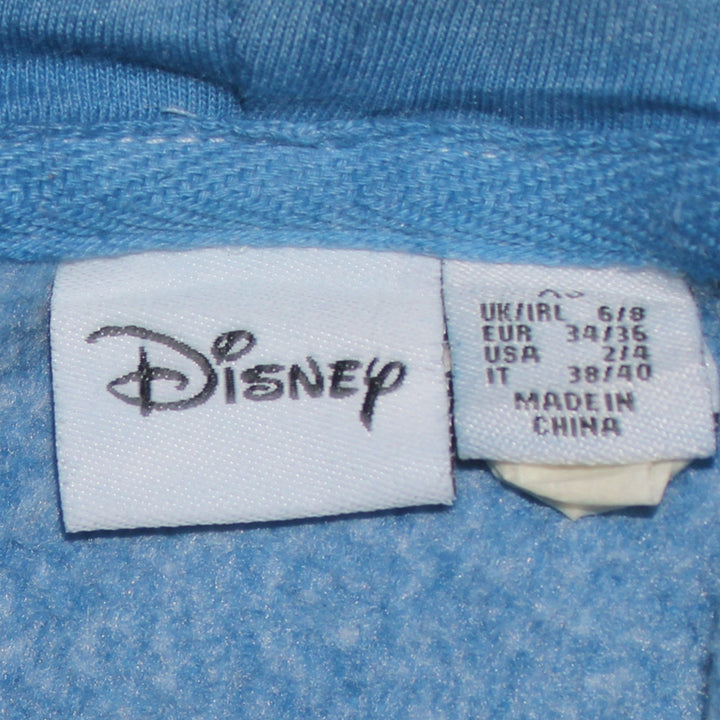 Disney
UK/IRL 6/8
EUR 34/36
USA 2/4
IT 38/40
MADE IN
CHINA